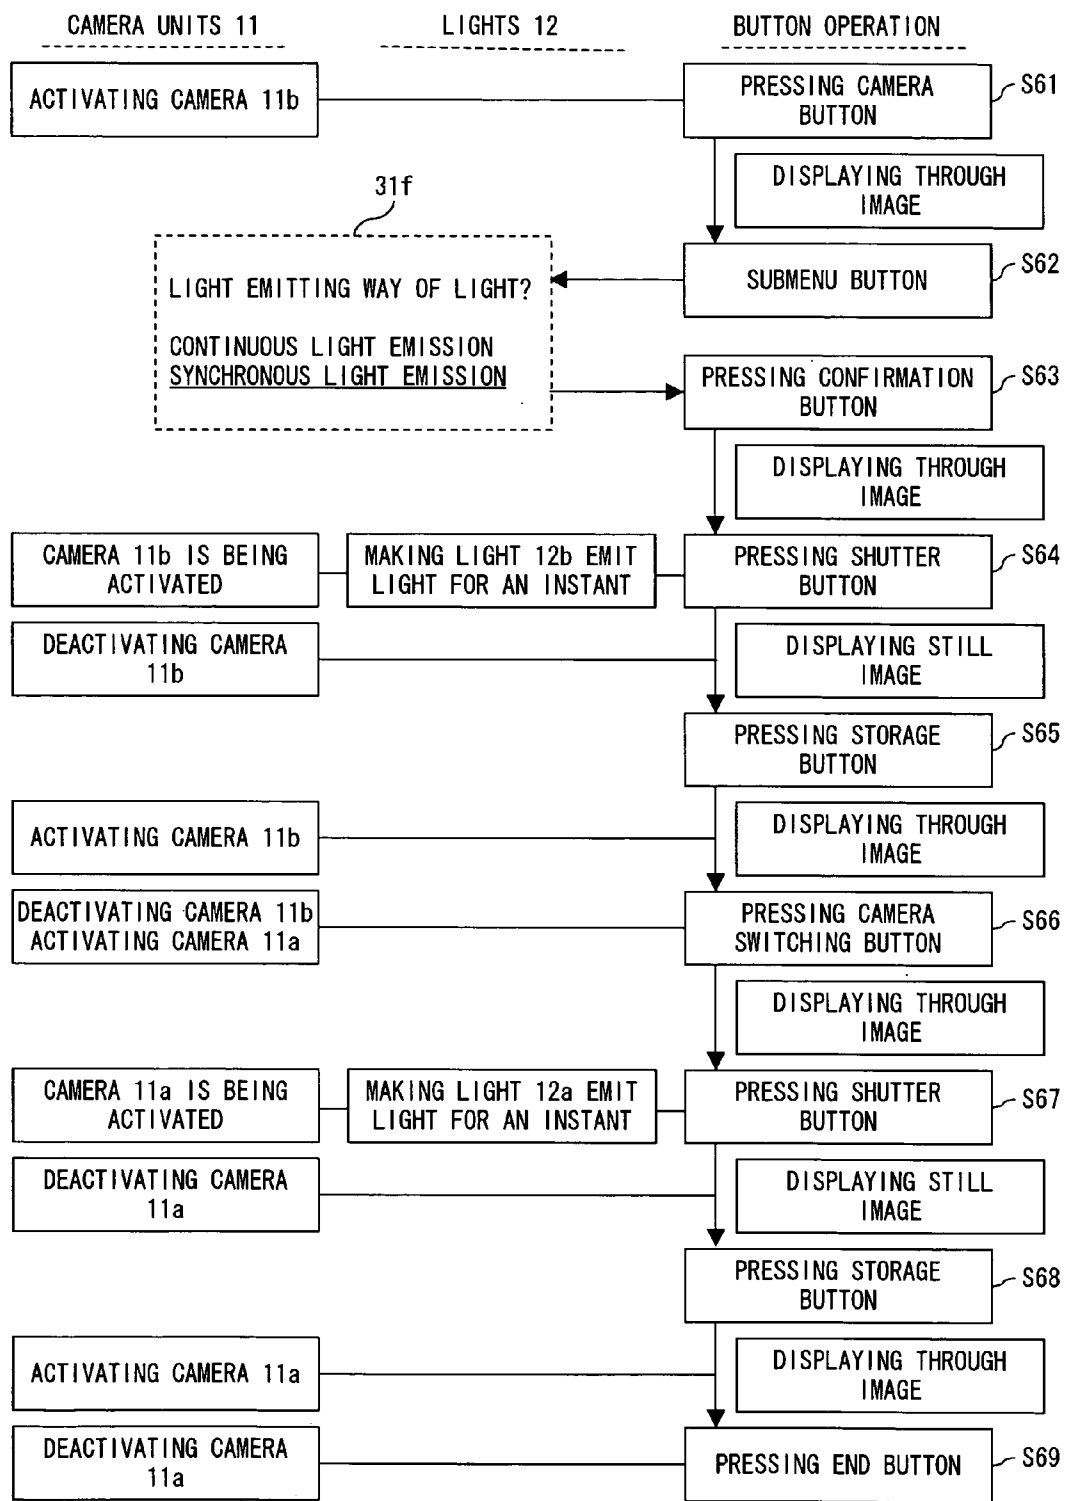 CAMERA UNITS 11
LIGHTS 12
BUTTON OPERATION
ACTIVATING CAMERA 11b
PRESSING CAMERA
BUTTON
S61
DISPLAYING THROUGH
IMAGE
31f
LIGHT EMITTING WAY OF LIGHT?
CONTINUOUS LIGHT EMISSION
SYNCHRONOUS LIGHT EMISSION
SUBMENU BUTTON
S62
PRESSING CONFIRMATION
BUTTON
S63
DISPLAYING THROUGH
IMAGE
CAMERA 11b IS BEING
ACTIVATED
MAKING LIGHT 12b EMIT
LIGHT FOR AN INSTANT
PRESSING SHUTTER
BUTTON
S64
DEACTIVATING CAMERA
11b
DISPLAYING STILL
IMAGE
PRESSING STORAGE
BUTTON
S65
ACTIVATING CAMERA 11b
DISPLAYING THROUGH
IMAGE
DEACTIVATING CAMERA 11b
ACTIVATING CAMERA 11a
PRESSING CAMERA
SWITCHING BUTTON
S66
DISPLAYING THROUGH
IMAGE
CAMERA 11a IS BEING
ACTIVATED
MAKING LIGHT 12a EMIT
LIGHT FOR AN INSTANT
PRESSING SHUTTER
BUTTON
S67
DEACTIVATING CAMERA
11a
DISPLAYING STILL
IMAGE
PRESSING STORAGE
BUTTON
S68
ACTIVATING CAMERA 11a
DISPLAYING THROUGH
IMAGE
DEACTIVATING CAMERA
11a
PRESSING END BUTTON
S69